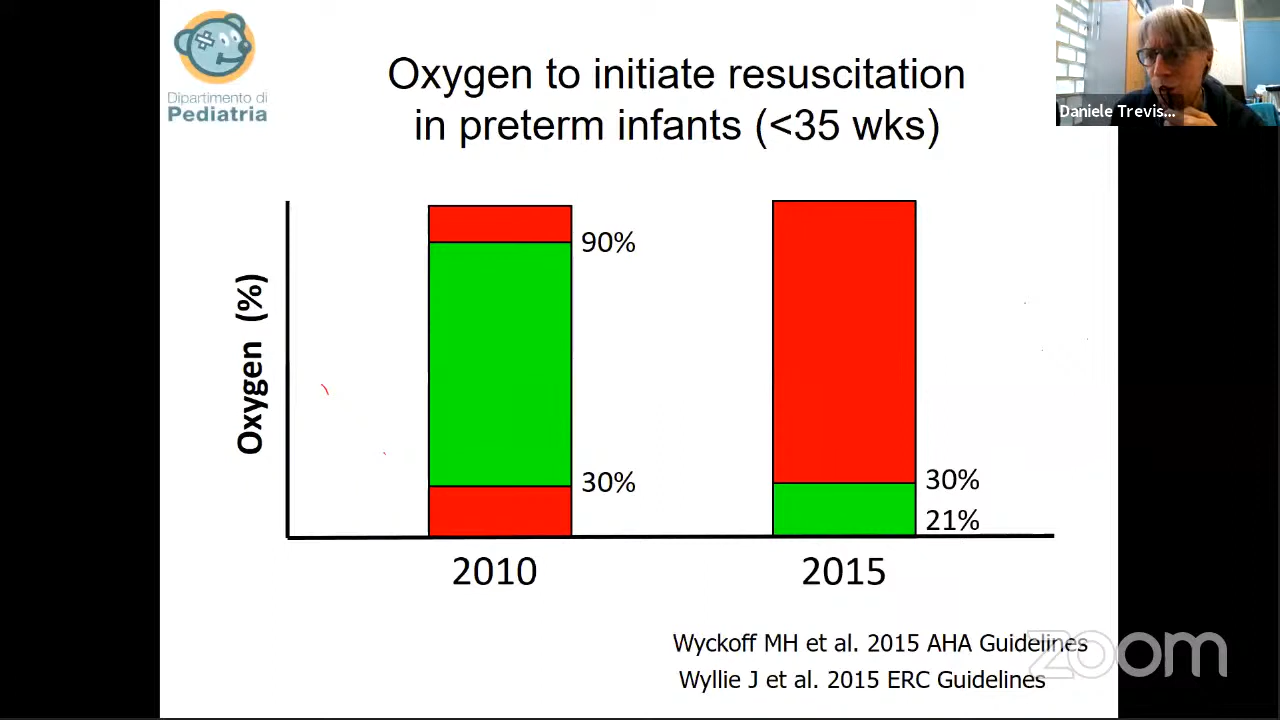 Dipartimento di
Pediatria
Oxygen to initiate resuscitation
in preterm infants (<35 wks)
Daniele Trevis...
Oxygen (%)
90%
30%
30%
21%
2010
2015
Wyckoff MH et al. 2015 AHA Guidelines
Wyllie J et al. 2015 ERC Guidelines
zoom